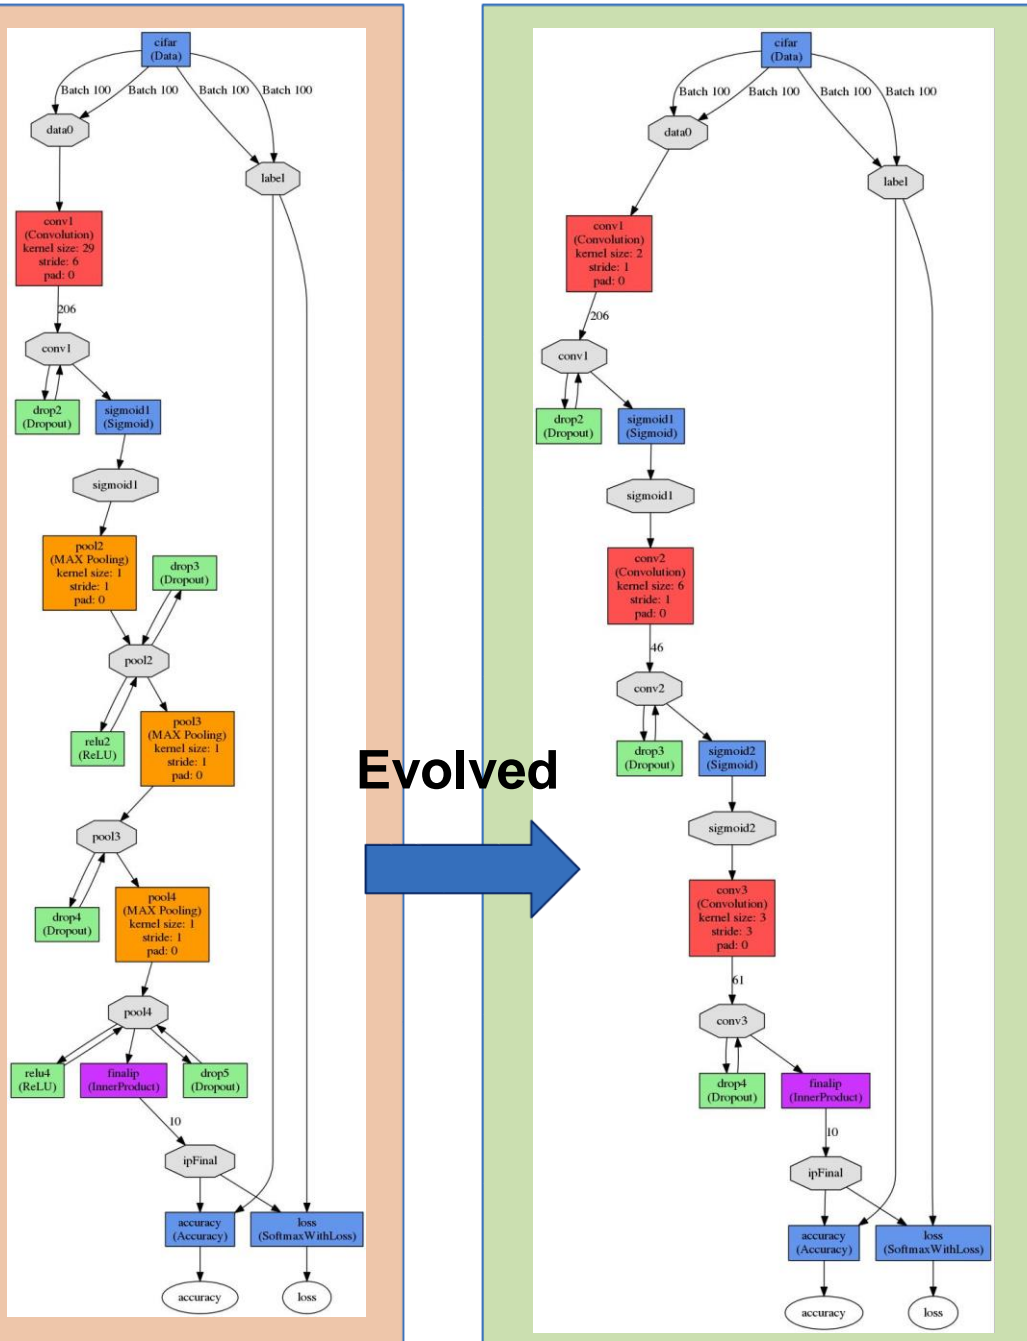 cifar
(Data)
Batch 100
Batch 100
Batch 100
Batch 100
data0
label
conv1
(Convolution)
kernel size: 29
stride: 6
pad: 0
206
conv1
drop2
(Dropout)
sigmoid1
(Sigmoid)
sigmoid1
pool2
(MAX Pooling)
kernel size: 1
stride: 1
pad: 0
drop3
(Dropout)
pool2
relu2
(ReLU)
pool3
(MAX Pooling)
kernel size: 1
stride: 1
pad: 0
pool3
drop4
(Dropout)
pool4
(MAX Pooling)
kernel size: 1
stride: 1
pad: 0
pool4
relu4
(ReLU)
finalip
(InnerProduct)
drop5
(Dropout)
10
ipFinal
accuracy
(Accuracy)
loss
(SoftmaxWithLoss)
accuracy
loss
Evolved
cifar
(Data)
Batch 100
Batch 100
Batch 100
Batch 100
data0
label
conv1
(Convolution)
kernel size: 2
stride: 1
pad: 0
206
conv1
drop2
(Dropout)
sigmoid1
(Sigmoid)
sigmoid1
conv2
(Convolution)
kernel size: 6
stride: 1
pad: 0
46
conv2
drop3
(Dropout)
sigmoid2
(Sigmoid)
sigmoid2
conv3
(Convolution)
kernel size: 3
stride: 3
pad: 0
61
conv3
drop4
(Dropout)
finalip
(InnerProduct)
10
ipFinal
accuracy
(Accuracy)
loss
(SoftmaxWithLoss)
accuracy
loss